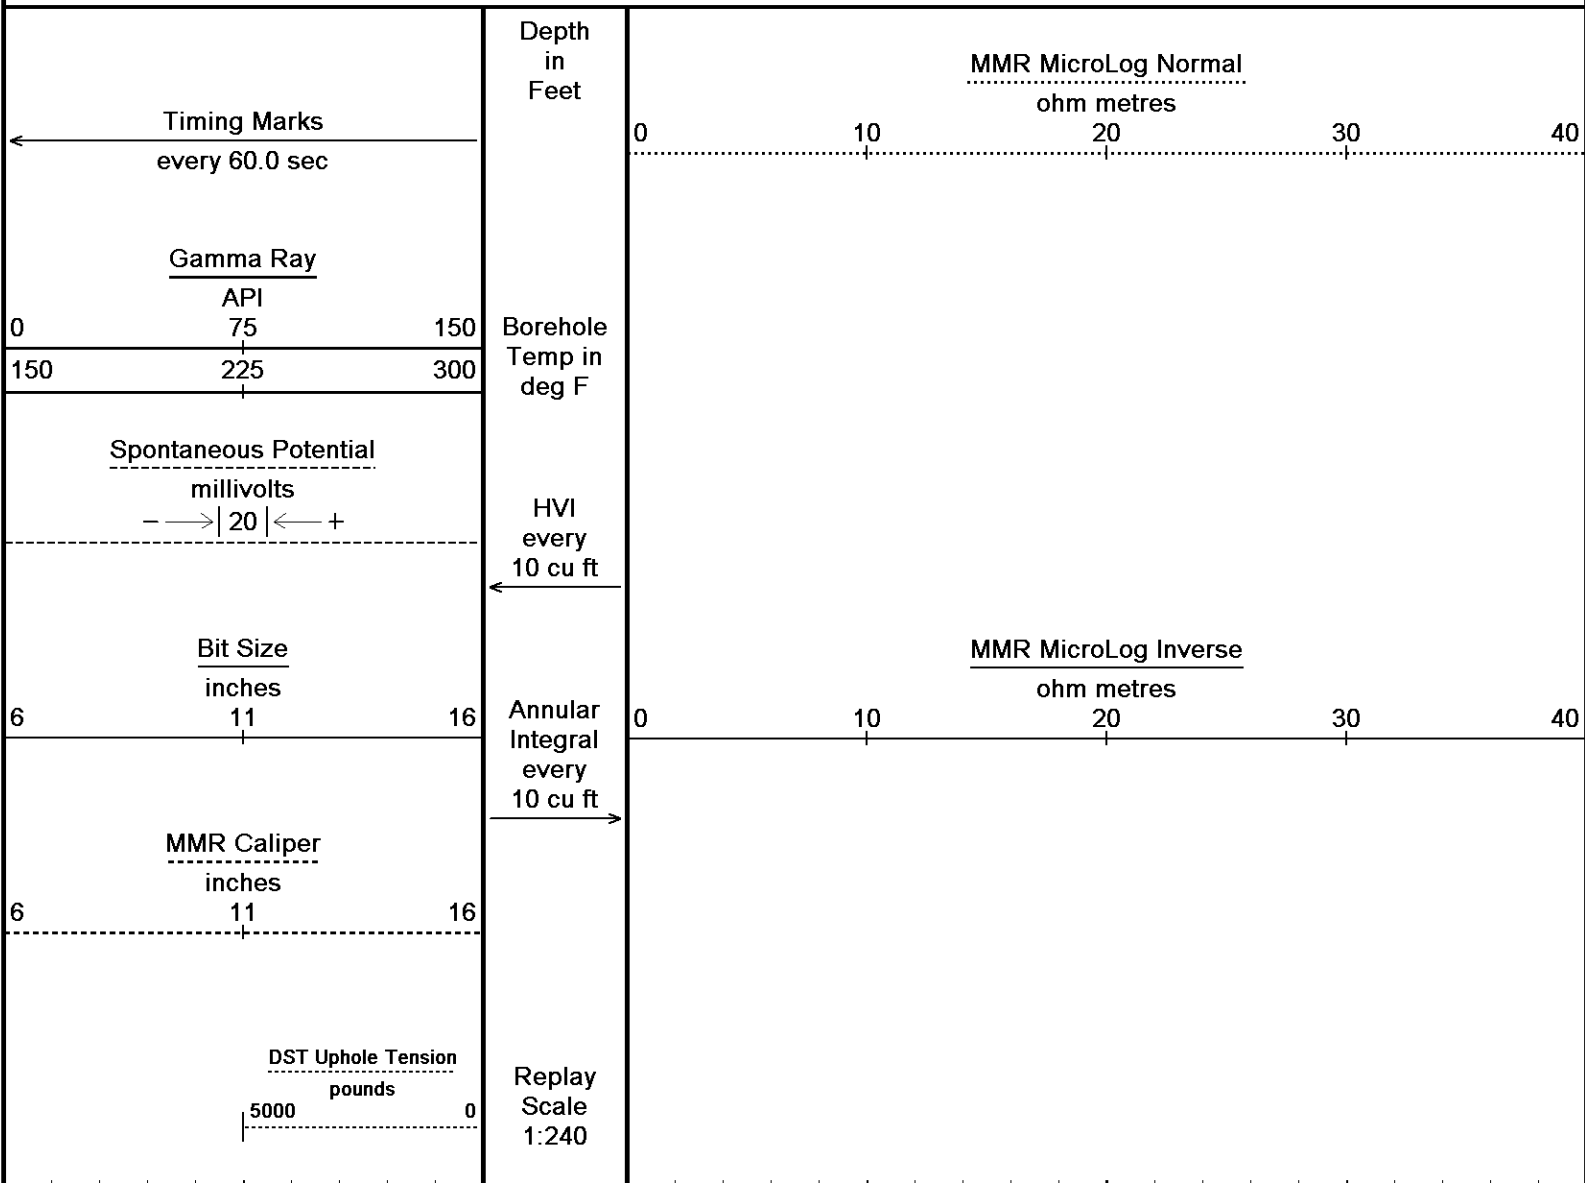 Timing Marks
every 60.0 sec
Gamma Ray
API
0 75 150
150 225 300
Spontaneous Potential
millivolts
− 20 +
Bit Size
inches
6 11 16
MMR Caliper
inches
6 11 16
DST Uphole Tension
pounds
5000 0
Depth
in
Feet
Borehole
Temp in
deg F
HVI
every
10 cu ft
Annular
Integral
every
10 cu ft
Replay
Scale
1:240
MMR MicroLog Normal
ohm metres
0 10 20 30 40
MMR MicroLog Inverse
ohm metres
0 10 20 30 40